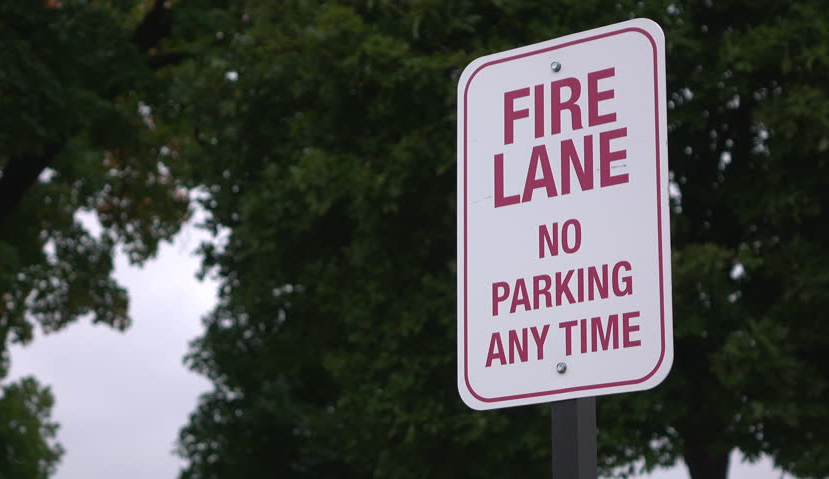 FIRE
LANE
NO
PARKING
ANY TIME